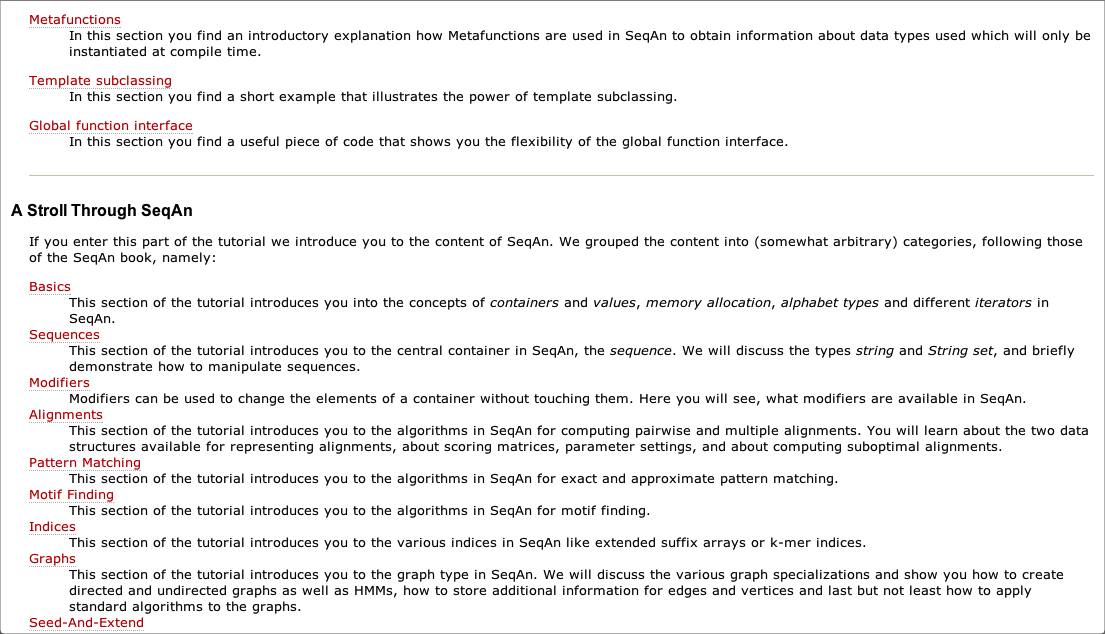 Metafunctions
In this section you find an introductory explanation how Metafunctions are used in SeqAn to obtain information about data types used which will only be
instantiated at compile time.
Template subclassing
In this section you find a short example that illustrates the power of template subclassing.
Global function interface
In this section you find a useful piece of code that shows you the flexibility of the global function interface.
A Stroll Through SeqAn
If you enter this part of the tutorial we introduce you to the content of SeqAn. We grouped the content into (somewhat arbitrary) categories, following those
of the SeqAn book, namely:
Basics
This section of the tutorial introduces you into the concepts of containers and values, memory allocation, alphabet types and different iterators in
SeqAn.
Sequences
This section of the tutorial introduces you to the central container in SeqAn, the sequence. We will discuss the types string and String set, and briefly
demonstrate how to manipulate sequences.
Modifiers
Modifiers can be used to change the elements of a container without touching them. Here you will see, what modifiers are available in SeqAn.
Alignments
This section of the tutorial introduces you to the algorithms in SeqAn for computing pairwise and multiple alignments. You will learn about the two data
structures available for representing alignments, about scoring matrices, parameter settings, and about computing suboptimal alignments.
Pattern Matching
This section of the tutorial introduces you to the algorithms in SeqAn for exact and approximate pattern matching.
Motif Finding
This section of the tutorial introduces you to the algorithms in SeqAn for motif finding.
Indices
This section of the tutorial introduces you to the various indices in SeqAn like extended suffix arrays or k-mer indices.
Graphs
This section of the tutorial introduces you to the graph type in SeqAn. We will discuss the various graph specializations and show you how to create
directed and undirected graphs as well as HMMs, how to store additional information for edges and vertices and last but not least how to apply
standard algorithms to the graphs.
Seed-And-Extend